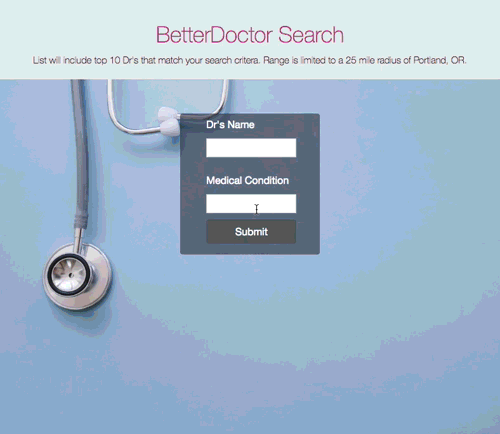 BetterDoctor Search
List will include top 10 Dr's that match your search critera. Range is limited to a 25 mile radius of Portland, OR.
Dr's Name
Medical Condition
Submit